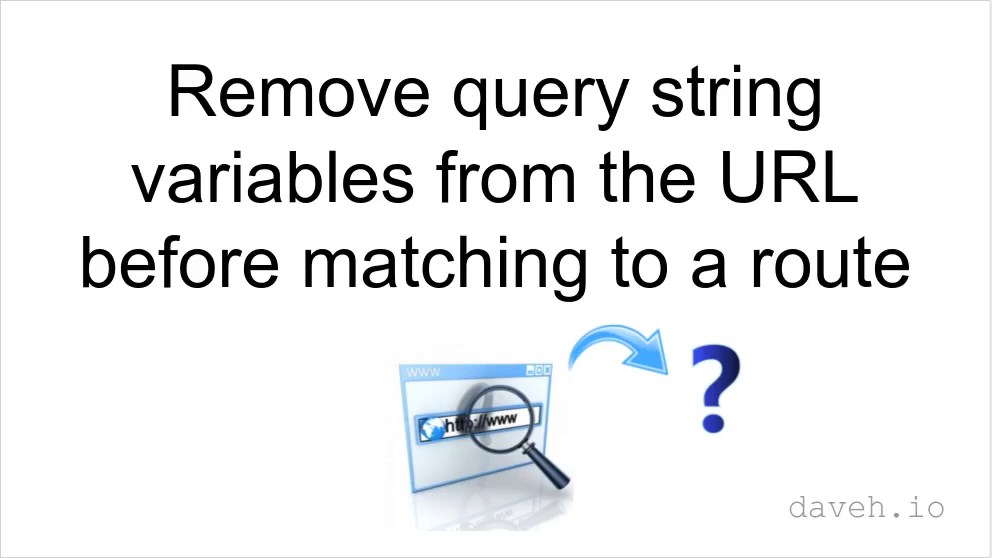 Remove query string
variables from the URL
before matching to a route
www
http://www
daveh.io